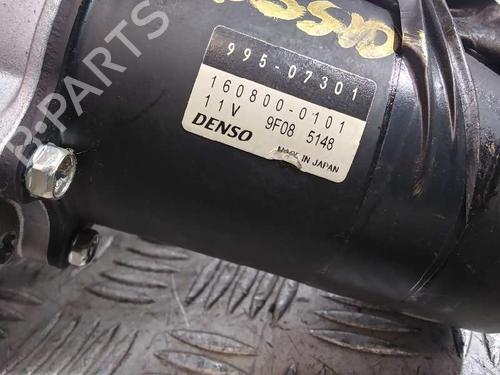 995-07301
160800-0101
11V 9F08 5148
DENSO MADE IN JAPAN
B-PARTS